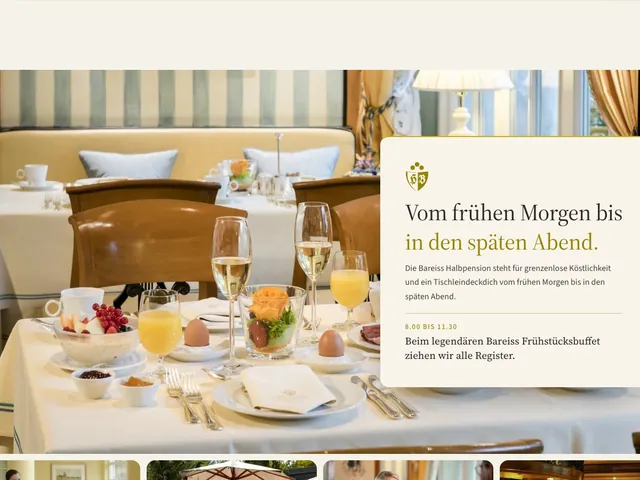 Vom frühen Morgen bis
in den späten Abend.
Die Bareiss Halbpension steht für grenzenlose Köstlichkeit
und ein Tischleindeckdich vom frühen Morgen bis in den
späten Abend.
8.00 BIS 11.30
Beim legendären Bareiss Frühstücksbuffet
ziehen wir alle Register.